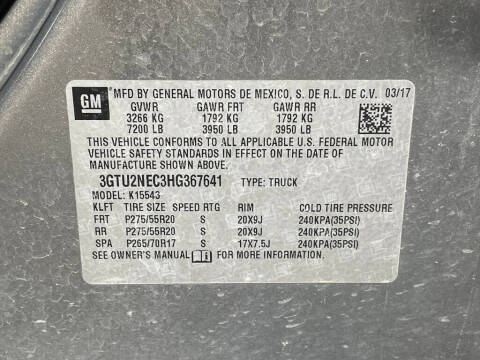 GM MFD BY GENERAL MOTORS DE MEXICO, S. DE R.L. DE C.V. 03/17
GVWR GAWR FRT GAWR RR
3266 KG 1792 KG 1792 KG
7200 LB 3950 LB 3950 LB
THIS VEHICLE CONFORMS TO ALL APPLICABLE U.S. FEDERAL MOTOR
VEHICLE SAFETY STANDARDS IN EFFECT ON THE DATE OF
MANUFACTURE SHOWN ABOVE.
3GTU2NEC3HG367641 TYPE: TRUCK
MODEL: K15543
KLFT TIRE SIZE SPEED RTG RIM COLD TIRE PRESSURE
FRT P275/55R20 S 20X9J 240KPA(35PSI)
RR P275/55R20 S 20X9J 240KPA(35PSI)
SPA P265/70R17 S 17X7.5J 240KPA(35PSI)
SEE OWNER'S MANUAL FOR MORE INFORMATION.